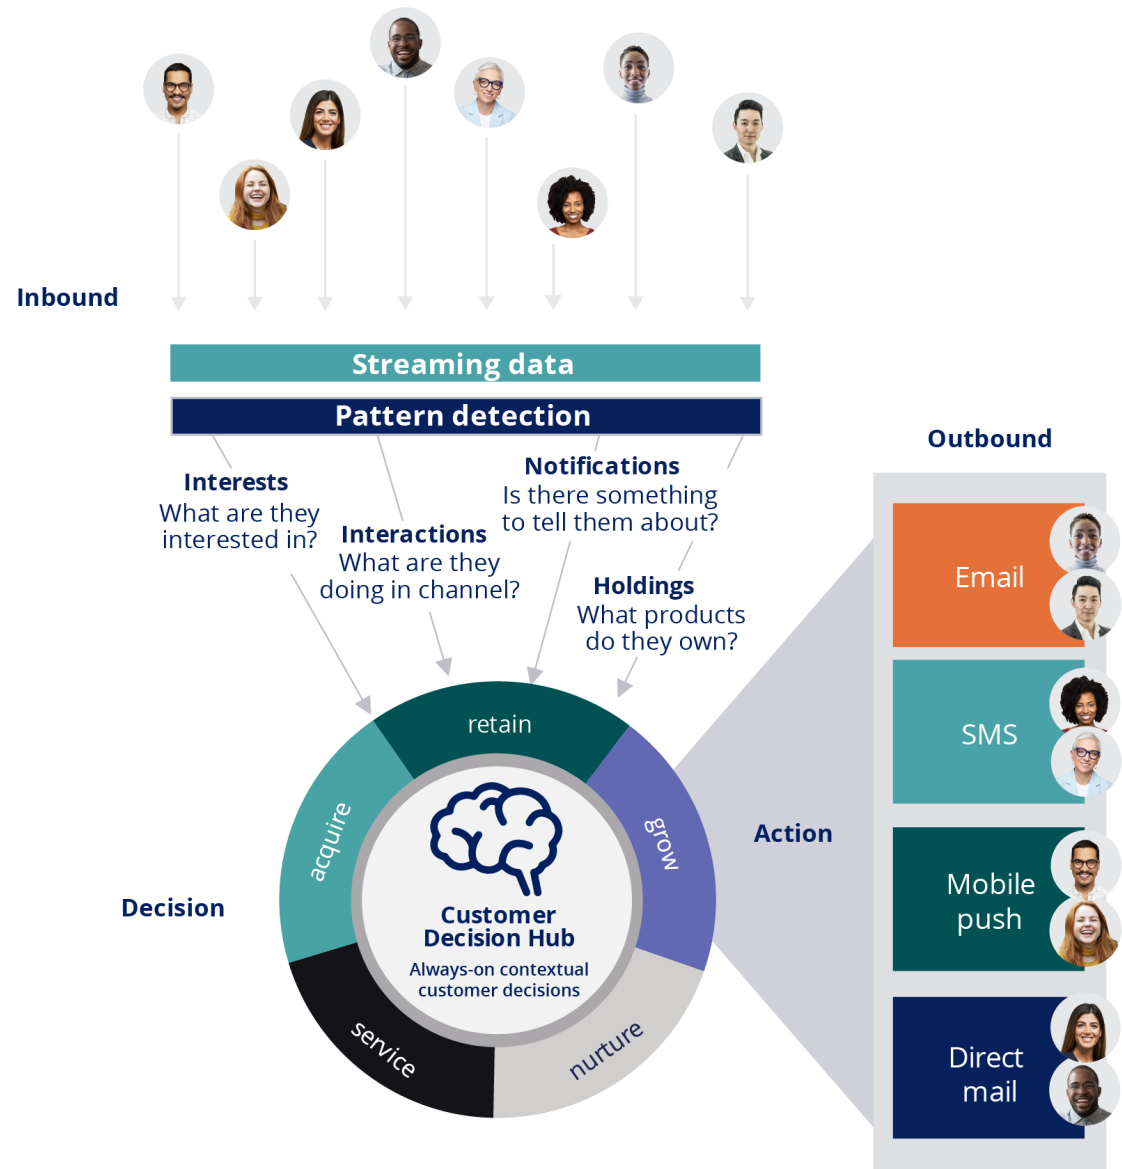 Inbound
Streaming data
Pattern detection
Interests
What are they
interested in?
Interactions
What are they
doing in channel?
Notifications
Is there something
to tell them about?
Holdings
What products
do they own?
Decision
acquire
retain
grow
nurture
service
Customer
Decision Hub
Always-on contextual
customer decisions
Action
Outbound
Email
SMS
Mobile
push
Direct
mail